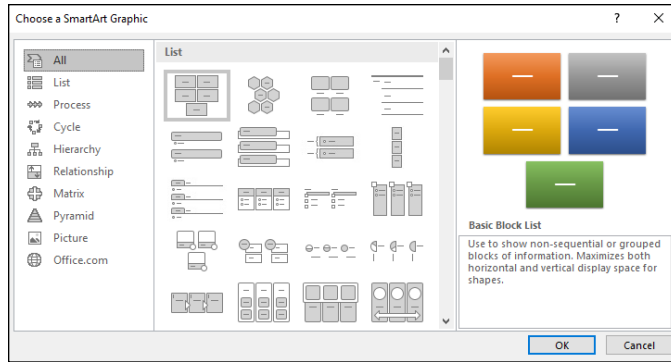 Choose a SmartArt Graphic
?
All
List
Process
Cycle
Hierarchy
Relationship
Matrix
Pyramid
Picture
Office.com
List
Basic Block List
Use to show non-sequential or grouped
blocks of information. Maximizes both
horizontal and vertical display space for
shapes.
OK
Cancel